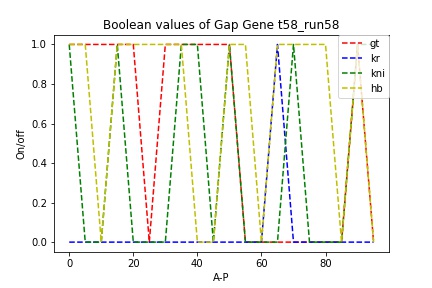 Boolean values of Gap Gene t58_run58
1.0
0.8
0.6
0.4
0.2
0.0
On/off
gt
kr
kni
hb
0 20 40 60 80
A-P